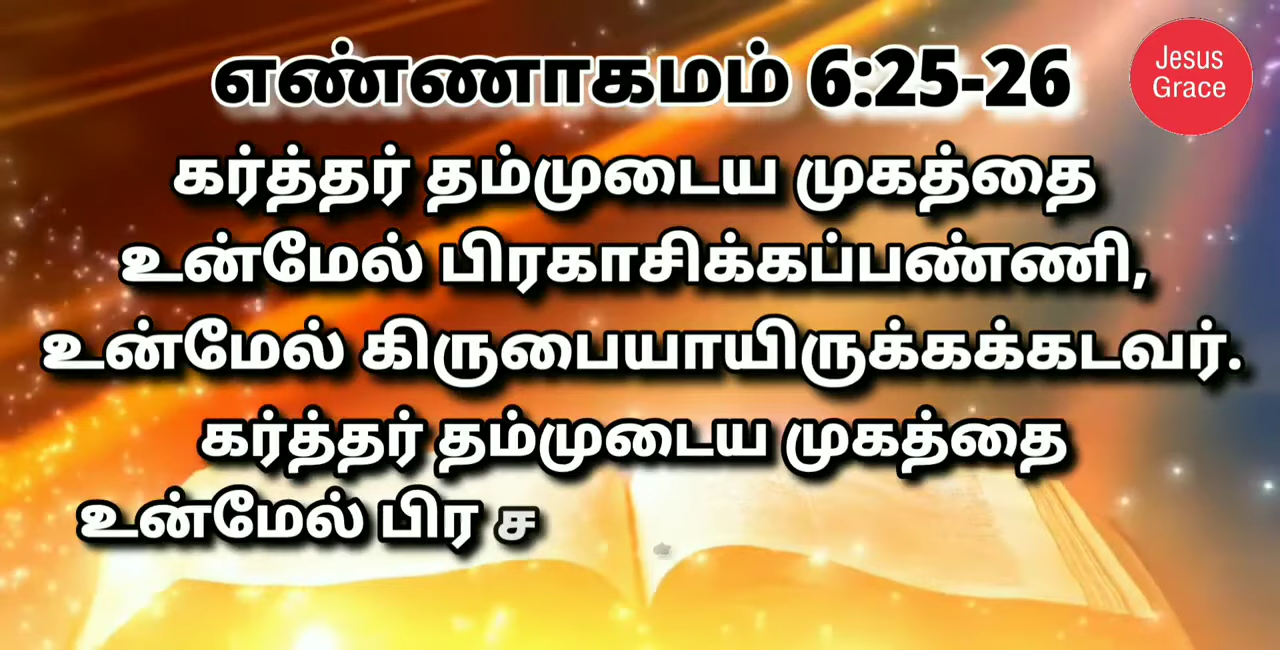 எண்ணாகமம் 6:25-26
Jesus
Grace
கர்த்தர் தம்முடைய முகத்தை
உன்மேல் பிரகாசிக்கப்பண்ணி,
உன்மேல் கிருபையாயிருக்கக்கடவர்.
கர்த்தர் தம்முடைய முகத்தை
உன்மேல் பிரச